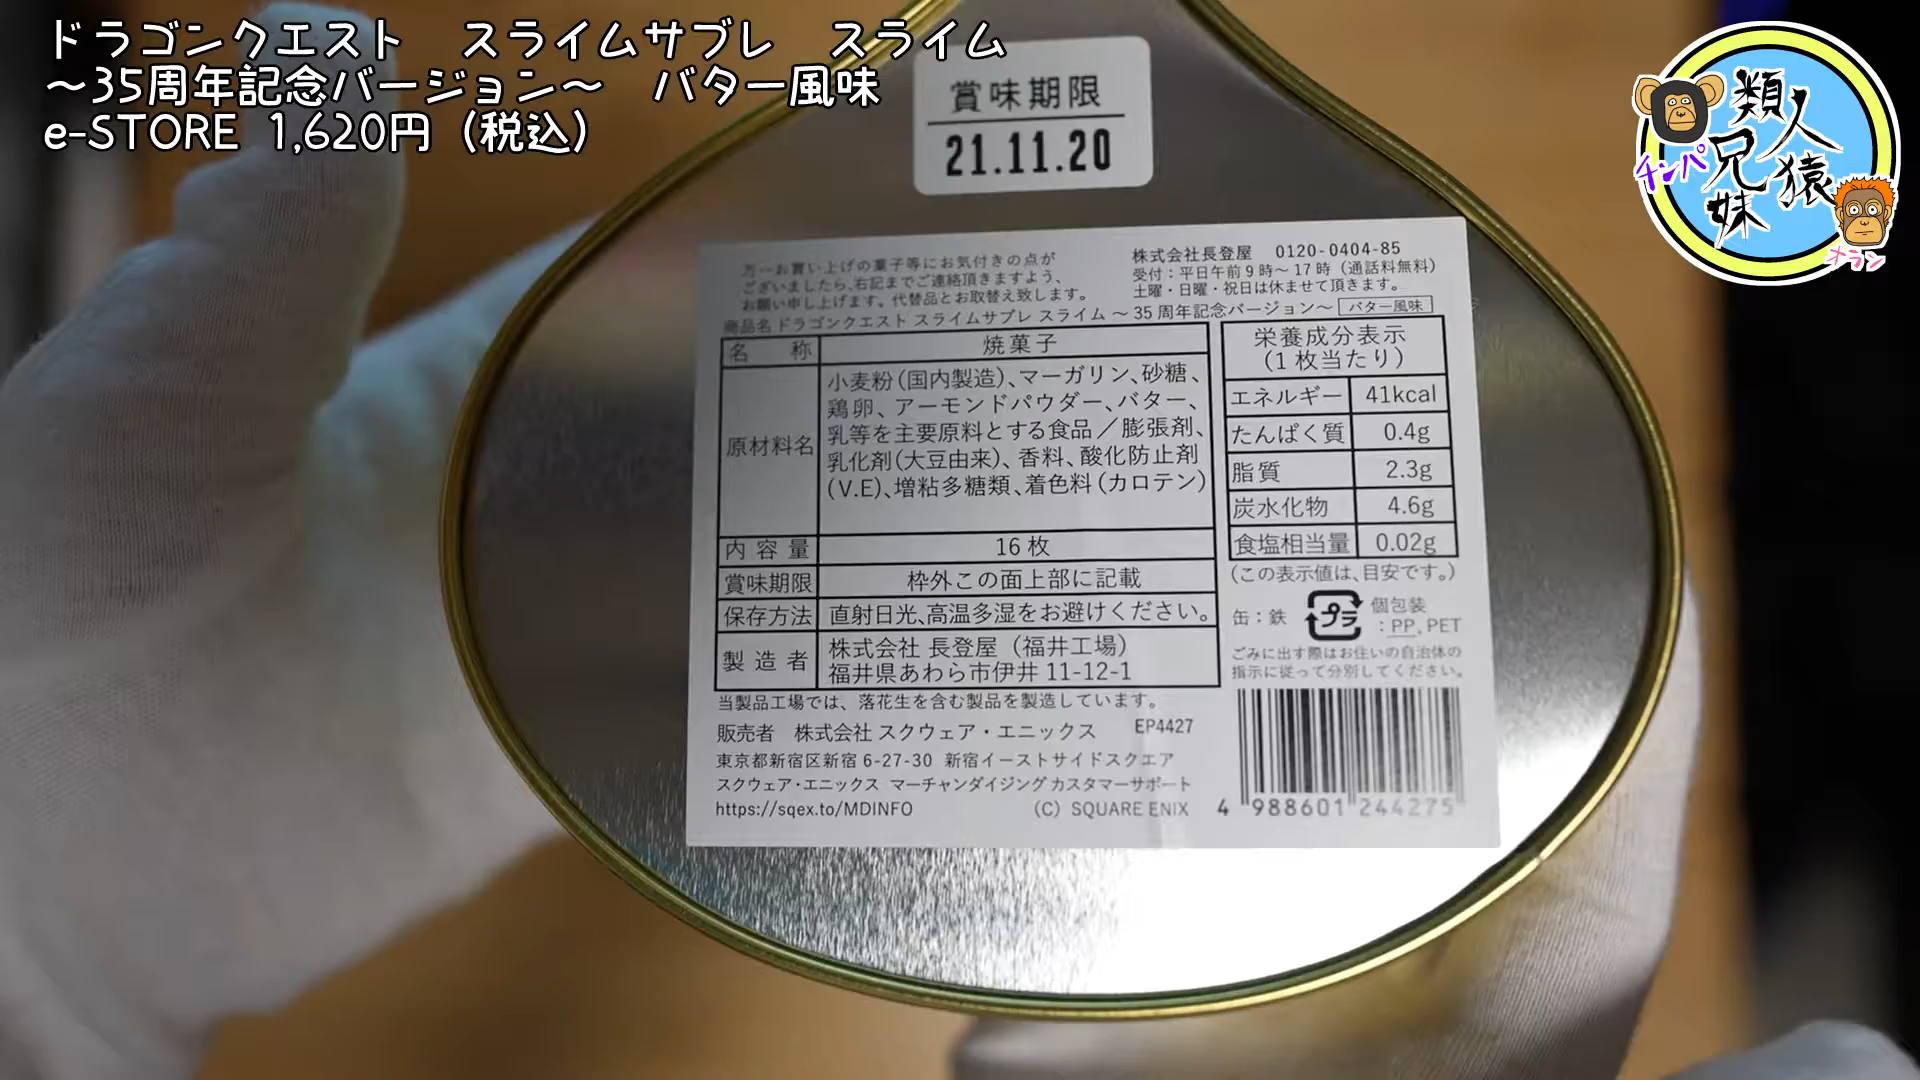 ドラゴンクエスト　スライムサブレ　スライム
～35周年記念バージョン～　バター風味
e-STORE 1,620円（税込）
類人猿
兄妹
チンパ
オラン
賞味期限
21.11.20
万一お買い上げの菓子等にお気付きの点が
ございましたら、右記までご連絡頂きますよう、
お願い申し上げます。代替品とお取替え致します。
株式会社長登屋　0120-0404-85
受付：平日午前9時～17時（通話料無料）
土曜・日曜・祝日は休ませて頂きます。
商品名 ドラゴンクエスト スライムサブレ スライム ～35周年記念バージョン～ バター風味
名　称　焼菓子
原材料名
小麦粉（国内製造）、マーガリン、砂糖、
鶏卵、アーモンドパウダー、バター、
乳等を主要原料とする食品／膨張剤、
乳化剤（大豆由来）、香料、酸化防止剤
（V.E）、増粘多糖類、着色料（カロテン）
内容量　16枚
賞味期限　枠外この面上部に記載
保存方法　直射日光、高温多湿をお避けください。
製造者
株式会社 長登屋（福井工場）
福井県あわら市伊井 11-12-1
当製品工場では、落花生を含む製品を製造しています。
販売者　株式会社 スクウェア・エニックス　EP4427
東京都新宿区新宿 6-27-30 新宿イーストサイドスクエア
スクウェア・エニックス マーチャンダイジング カスタマーサポート
https://sqex.to/MDINFO　(C) SQUARE ENIX
栄養成分表示
（1枚当たり）
エネルギー　41kcal
たんぱく質　0.4g
脂質　2.3g
炭水化物　4.6g
食塩相当量　0.02g
（この表示値は、目安です。）
缶：鉄　プラ　個包装
：PP, PET
ごみに出す際はお住いの自治体の
指示に従って分別してください。
4 988601 244275